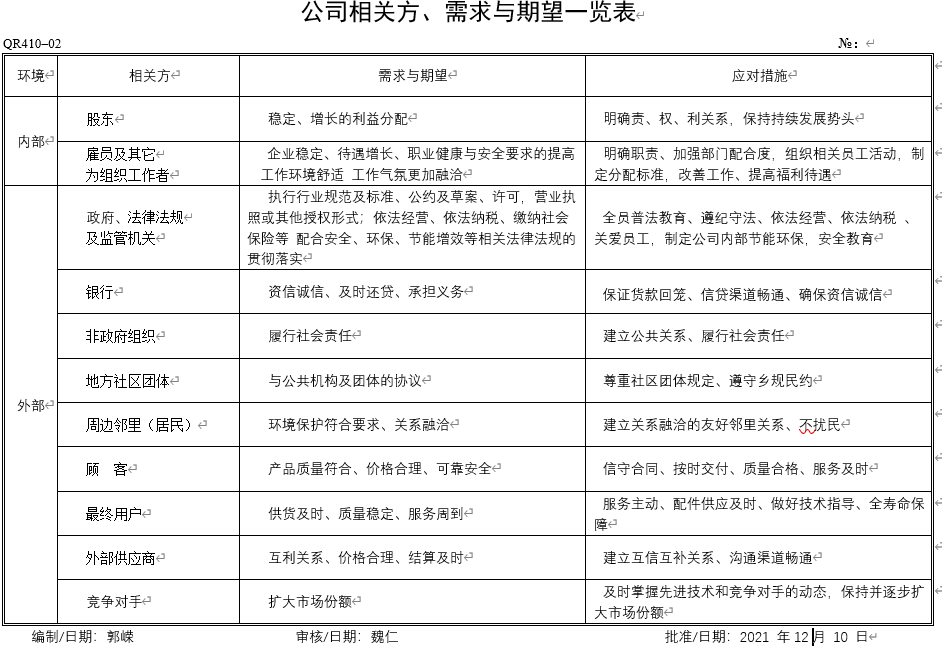 公司相关方、需求与期望一览表
QR410–02 №：
环境 相关方 需求与期望 应对措施
内部
股东 稳定、增长的利益分配 明确责、权、利关系，保持持续发展势头
雇员及其它
为组织工作者
企业稳定、待遇增长、职业健康与安全要求的提高
工作环境舒适 工作气氛更加融洽
明确职责、加强部门配合度，组织相关员工活动，制
定分配标准，改善工作、提高福利待遇
外部
政府、法律法规
及监管机关
执行行业规范及标准、公约及草案、许可，营业执
照或其他授权形式；依法经营、依法纳税、缴纳社会
保险等 配合安全、环保、节能增效等相关法律法规的
贯彻落实
全员普法教育、遵纪守法、依法经营、依法纳税 、
关爱员工，制定公司内部节能环保，安全教育
银行 资信诚信、及时还贷、承担义务 保证货款回笼、信贷渠道畅通、确保资信诚信
非政府组织 履行社会责任 建立公共关系、履行社会责任
地方社区团体 与公共机构及团体的协议 尊重社区团体规定、遵守乡规民约
周边邻里（居民） 环境保护符合要求、关系融洽 建立关系融洽的友好邻里关系、不扰民
顾 客 产品质量符合、价格合理、可靠安全 信守合同、按时交付、质量合格、服务及时
最终用户 供货及时、质量稳定、服务周到
服务主动、配件供应及时、做好技术指导、全寿命保
障
外部供应商 互利关系、价格合理、结算及时 建立互信互补关系、沟通渠道畅通
竞争对手 扩大市场份额
及时掌握先进技术和竞争对手的动态，保持并逐步扩
大市场份额
编制/日期：郭嵘 审核/日期：魏仁 批准/日期：2021 年 12 月 10 日